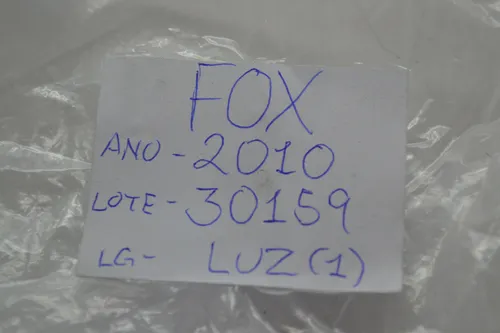 FOX
ANO - 2010
LOTE - 30159
LG - LUZ (1)